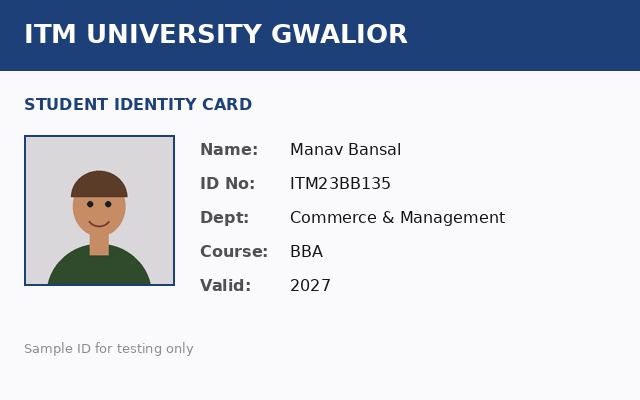 ITM UNIVERSITY GWALIOR
STUDENT IDENTITY CARD
Name: Manav Bansal
ID No: ITM23BB135
Dept: Commerce & Management
Course: BBA
Valid: 2027
Sample ID for testing only